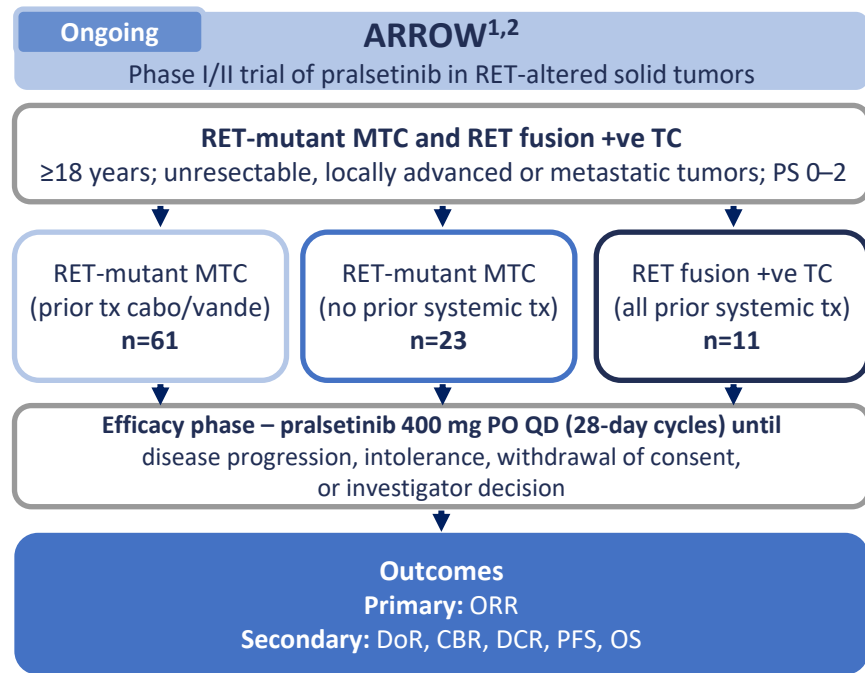 Ongoing
ARROW1,2
Phase I/II trial of pralsetinib in RET-altered solid tumors
RET-mutant MTC and RET fusion +ve TC
≥18 years; unresectable, locally advanced or metastatic tumors; PS 0–2
RET-mutant MTC
(prior tx cabo/vande)
n=61
RET-mutant MTC
(no prior systemic tx)
n=23
RET fusion +ve TC
(all prior systemic tx)
n=11
Efficacy phase – pralsetinib 400 mg PO QD (28-day cycles) until
disease progression, intolerance, withdrawal of consent,
or investigator decision
Outcomes
Primary: ORR
Secondary: DoR, CBR, DCR, PFS, OS